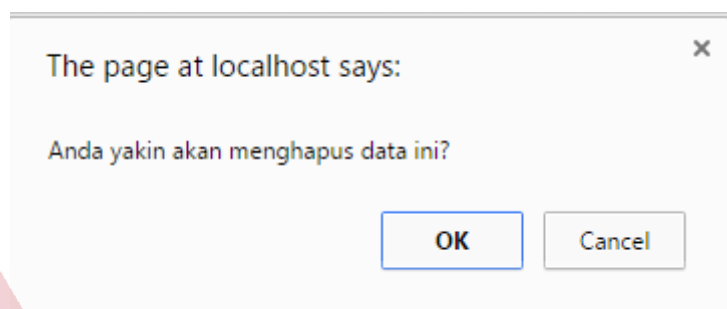 The page at localhost says:
Anda yakin akan menghapus data ini?
OK Cancel